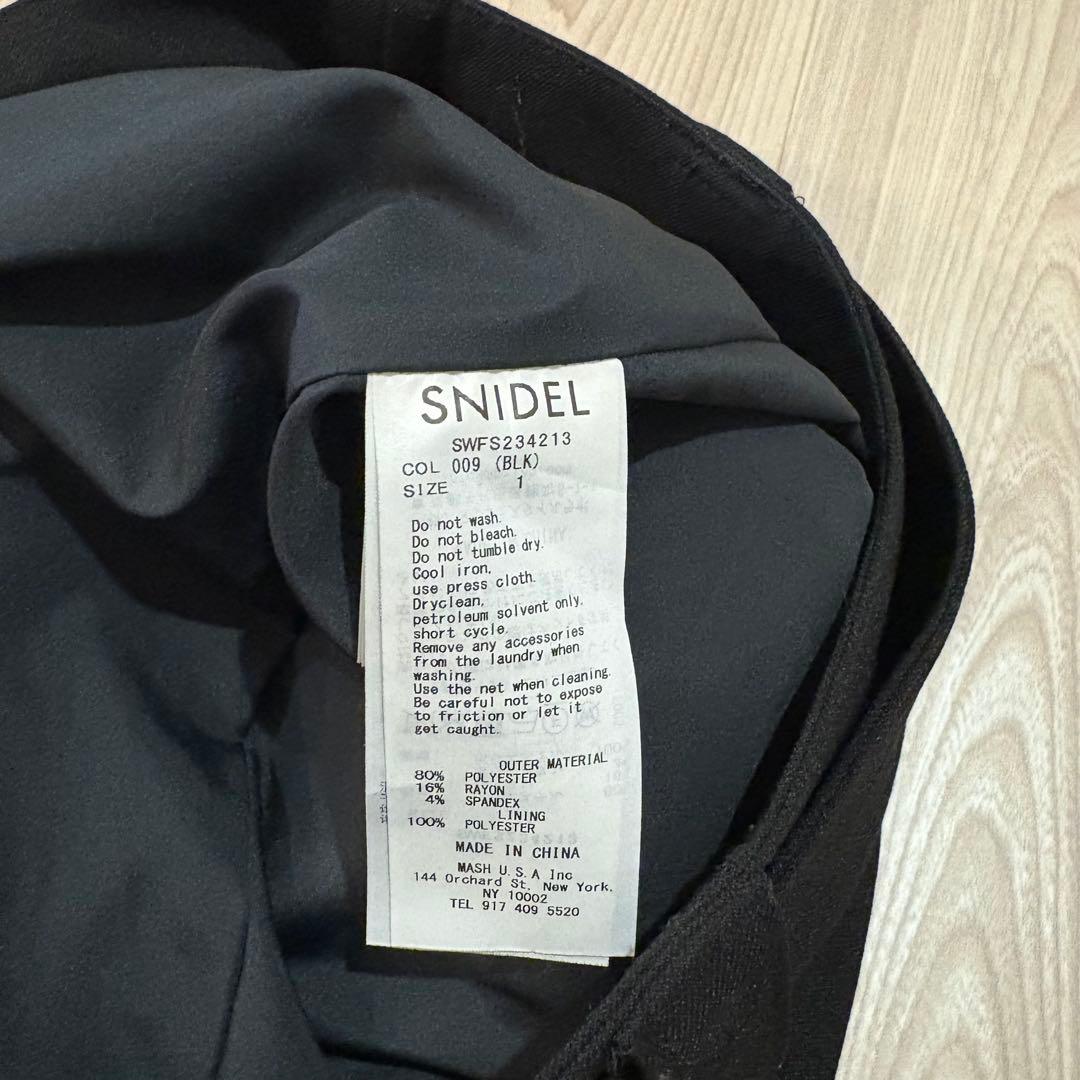 SNIDEL
SWFS234213
COL 009 (BLK)
SIZE 1
Do not wash.
Do not bleach.
Do not tumble dry.
Cool iron,
use press cloth.
Dryclean,
petroleum solvent only,
short cycle.
Remove any accessories
from the laundry when
washing.
Use the net when cleaning.
Be careful not to expose
to friction or let it
get caught.
OUTER MATERIAL
80% POLYESTER
16% RAYON
4% SPANDEX
LINING
100% POLYESTER
MADE IN CHINA
MASH U.S.A Inc
144 Orchard St, New York,
NY 10002
TEL 917 409 5520